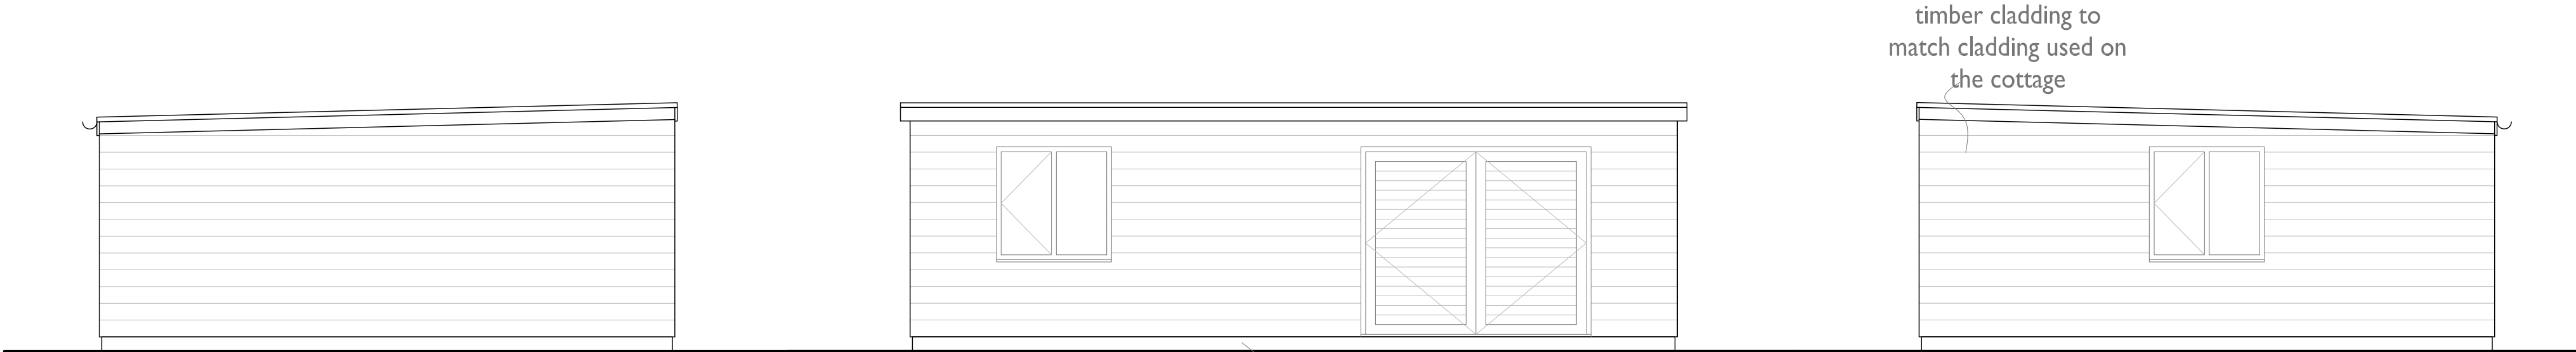 timber cladding to
match cladding used on
the cottage